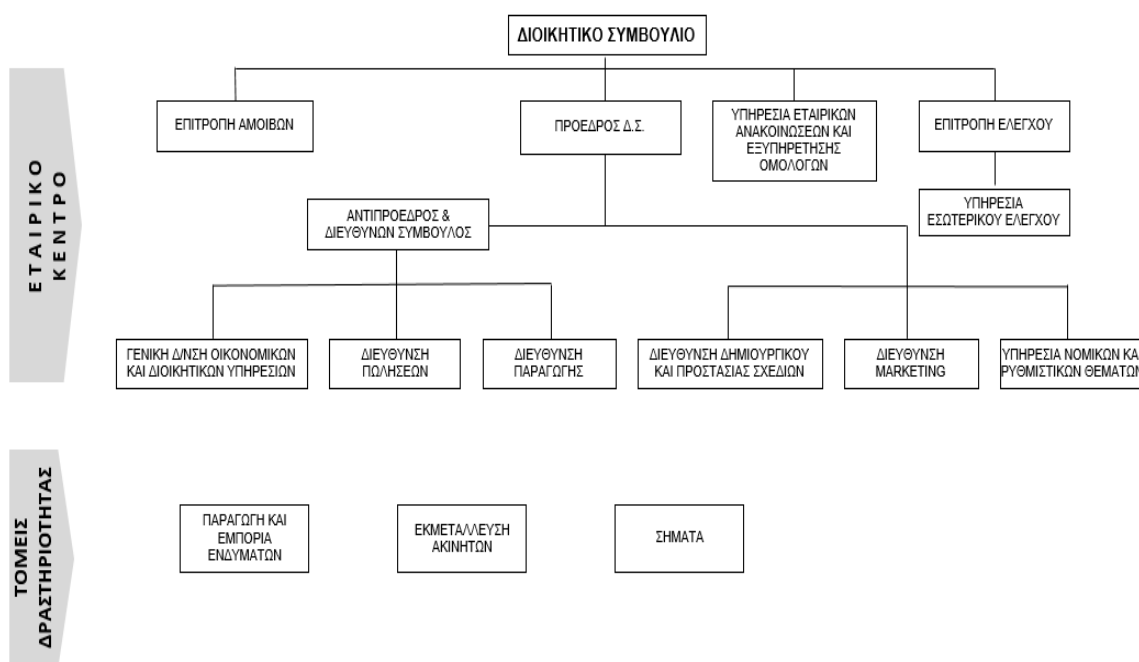 ΔΙΟΙΚΗΤΙΚΟ ΣΥΜΒΟΥΛΙΟ
ΕΤΑΙΡΙΚΟ
ΚΕΝΤΡΟ
ΕΠΙΤΡΟΠΗ ΑΜΟΙΒΩΝ
ΠΡΟΕΔΡΟΣ Δ.Σ.
ΥΠΗΡΕΣΙΑ ΕΤΑΙΡΙΚΩΝ
ΑΝΑΚΟΙΝΩΣΕΩΝ ΚΑΙ
ΕΞΥΠΗΡΕΤΗΣΗΣ
ΟΜΟΛΟΓΩΝ
ΕΠΙΤΡΟΠΗ ΕΛΕΓΧΟΥ
ΥΠΗΡΕΣΙΑ
ΕΣΩΤΕΡΙΚΟΥ ΕΛΕΓΧΟΥ
ΑΝΤΙΠΡΟΕΔΡΟΣ &
ΔΙΕΥΘΥΝΩΝ ΣΥΜΒΟΥΛΟΣ
ΓΕΝΙΚΗ Δ/ΝΣΗ ΟΙΚΟΝΟΜΙΚΩΝ
ΚΑΙ ΔΙΟΙΚΗΤΙΚΩΝ ΥΠΗΡΕΣΙΩΝ
ΔΙΕΥΘΥΝΣΗ
ΠΩΛΗΣΕΩΝ
ΔΙΕΥΘΥΝΣΗ
ΠΑΡΑΓΩΓΗΣ
ΔΙΕΥΘΥΝΣΗ ΔΗΜΙΟΥΡΓΙΚΟΥ
ΚΑΙ ΠΡΟΣΤΑΣΙΑΣ ΣΧΕΔΙΩΝ
ΔΙΕΥΘΥΝΣΗ
MARKETING
ΥΠΗΡΕΣΙΑ ΝΟΜΙΚΩΝ ΚΑΙ
ΡΥΘΜΙΣΤΙΚΩΝ ΘΕΜΑΤΩΝ
ΤΟΜΕΙΣ
ΔΡΑΣΤΗΡΙΟΤΗΤΑΣ
ΠΑΡΑΓΩΓΗ ΚΑΙ
ΕΜΠΟΡΙΑ
ΕΝΔΥΜΑΤΩΝ
ΕΚΜΕΤΑΛΛΕΥΣΗ
ΑΚΙΝΗΤΩΝ
ΣΗΜΑΤΑ